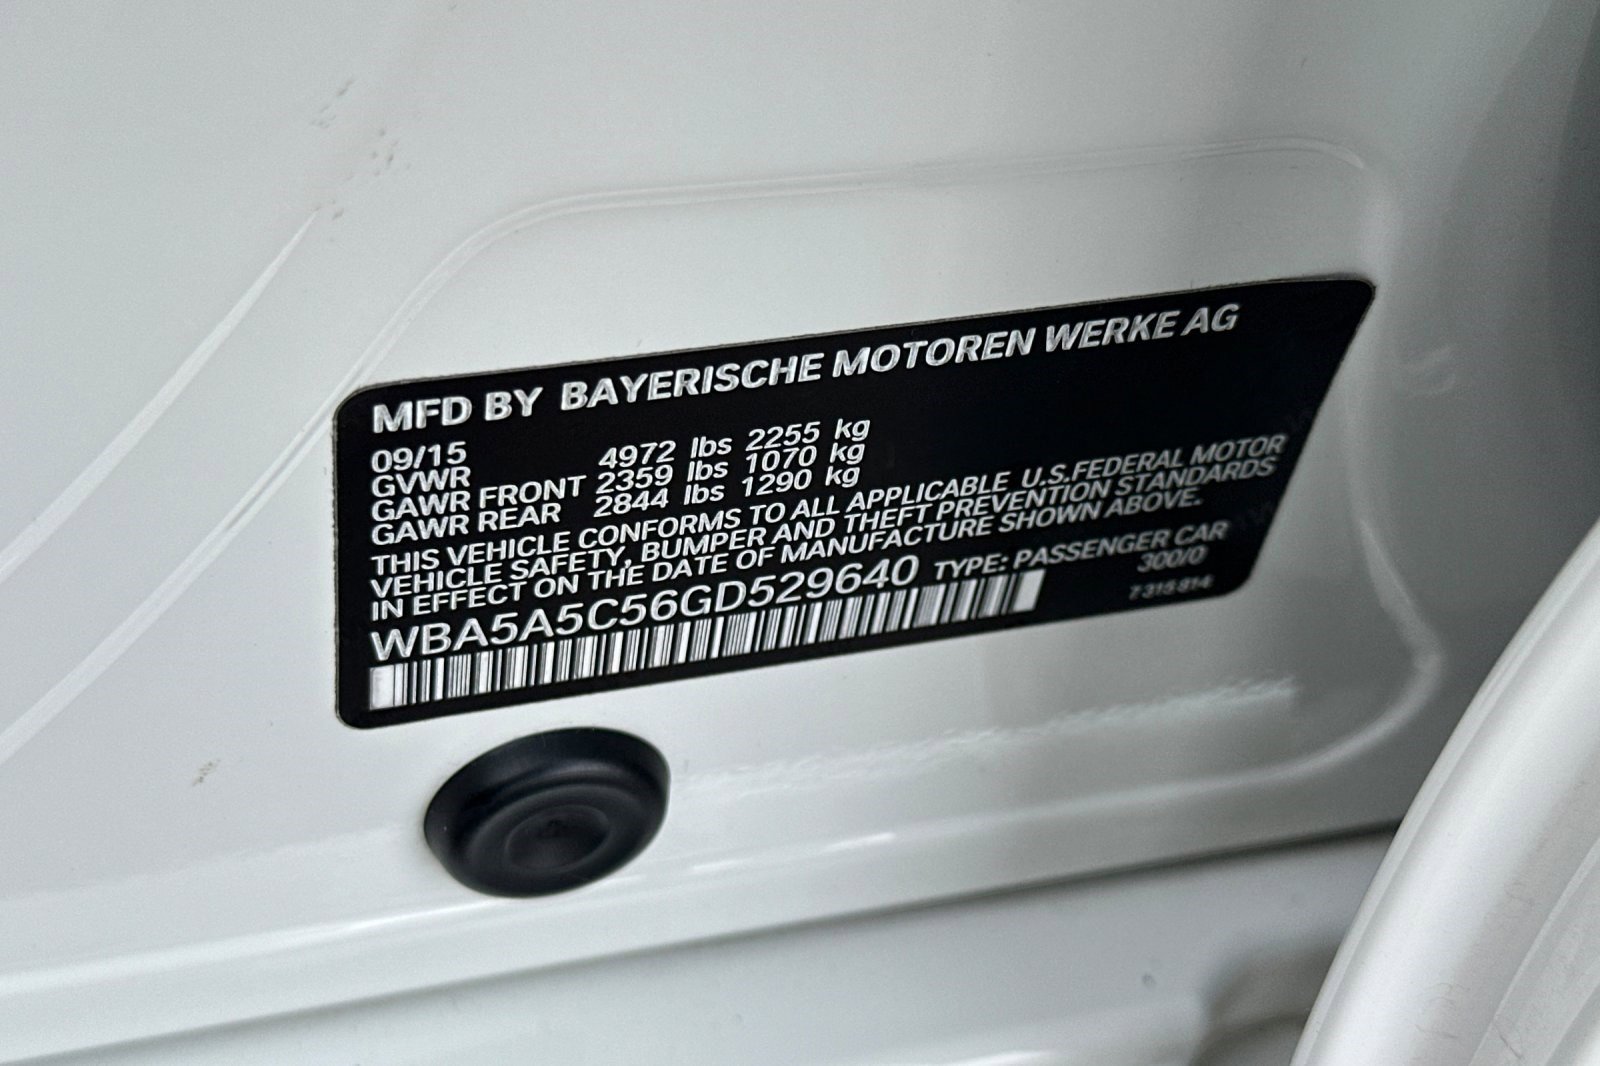 MFD BY BAYERISCHE MOTOREN WERKE AG
09/15
GVWR 4972 lbs 2255 kg
GAWR FRONT 2359 lbs 1070 kg
GAWR REAR 2844 lbs 1290 kg
THIS VEHICLE CONFORMS TO ALL APPLICABLE U.S.FEDERAL MOTOR
VEHICLE SAFETY, BUMPER AND THEFT PREVENTION STANDARDS
IN EFFECT ON THE DATE OF MANUFACTURE SHOWN ABOVE.
WBA5A5C56GD529640 TYPE: PASSENGER CAR
300/0
7-315-814